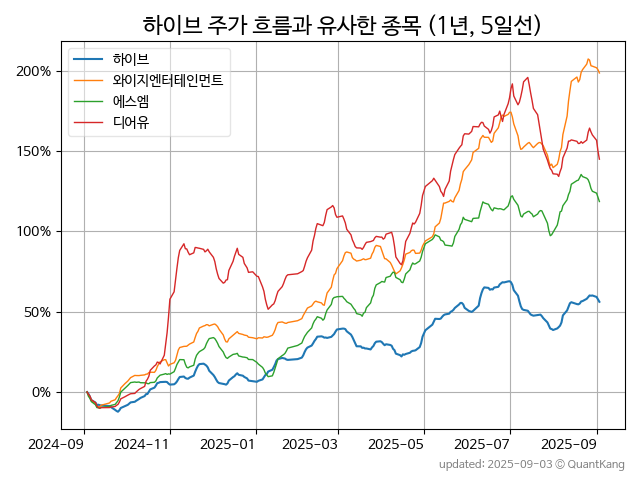 하이브 주가 흐름과 유사한 종목 (1년, 5일선)
하이브
와이지엔터테인먼트
에스엠
디어유
200%
150%
100%
50%
0%
2024-09 2024-11 2025-01 2025-03 2025-05 2025-07 2025-09
updated: 2025-09-03 © QuantKang